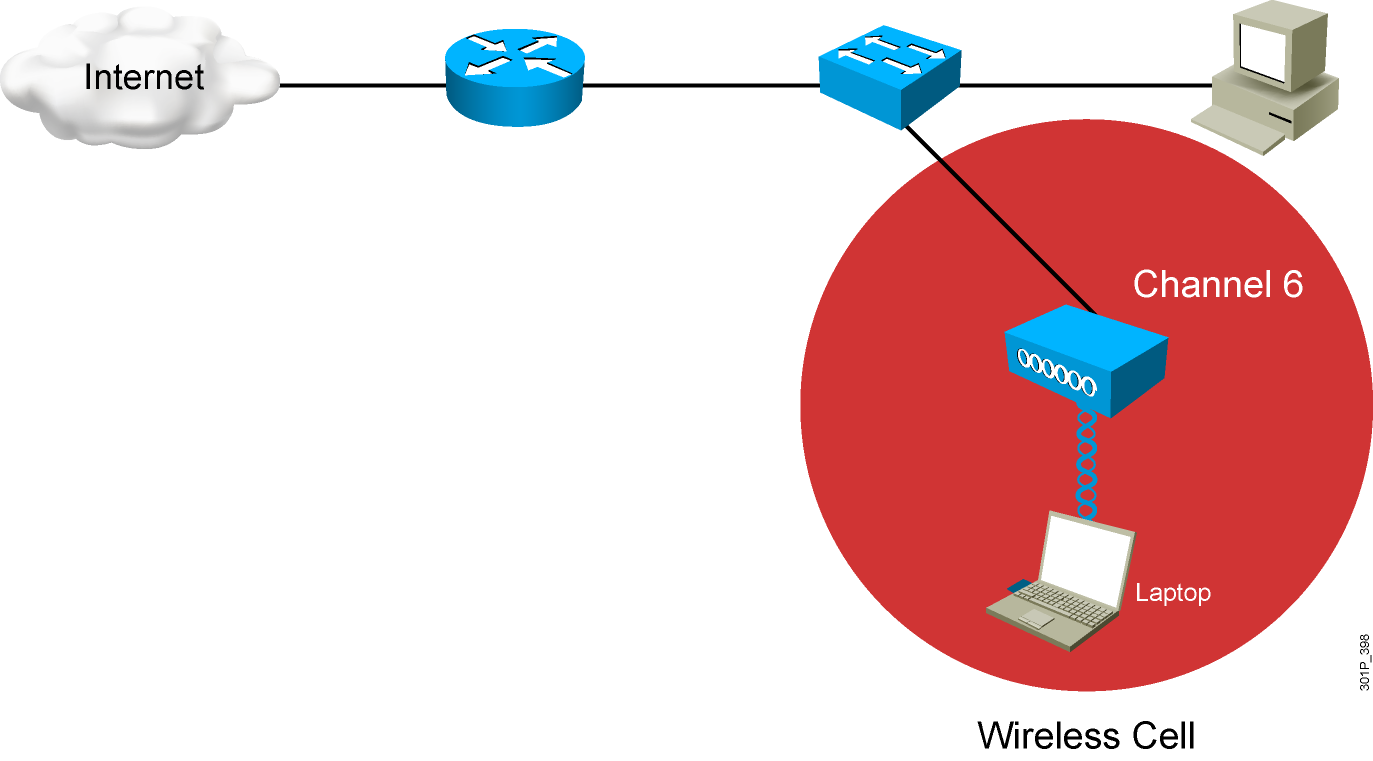 Internet
Channel 6
Laptop
301P_398
Wireless Cell